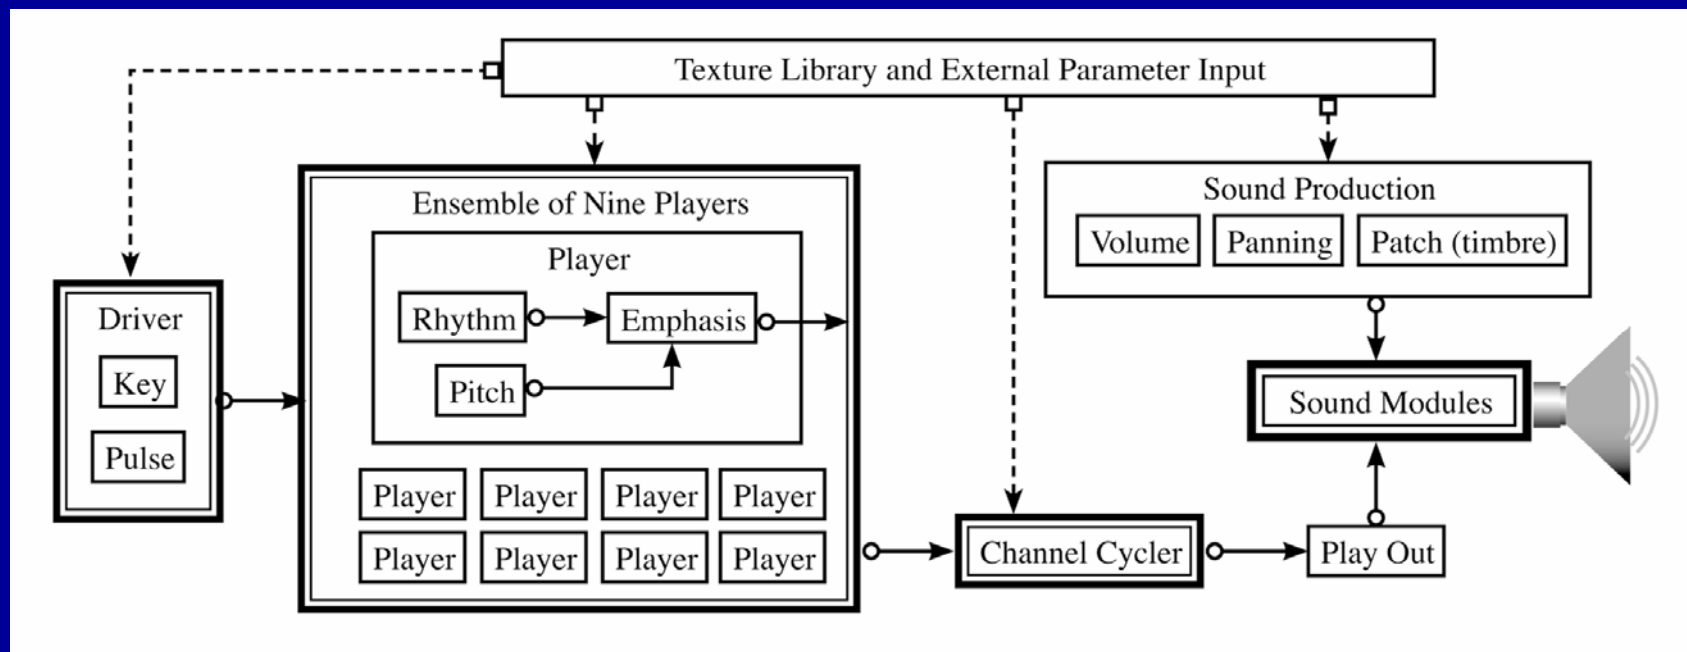 Texture Library and External Parameter Input
Ensemble of Nine Players
Player
Rhythm
Emphasis
Pitch
Player Player Player Player
Player Player Player Player
Driver
Key
Pulse
Sound Production
Volume Panning Patch (timbre)
Sound Modules
Channel Cycler
Play Out